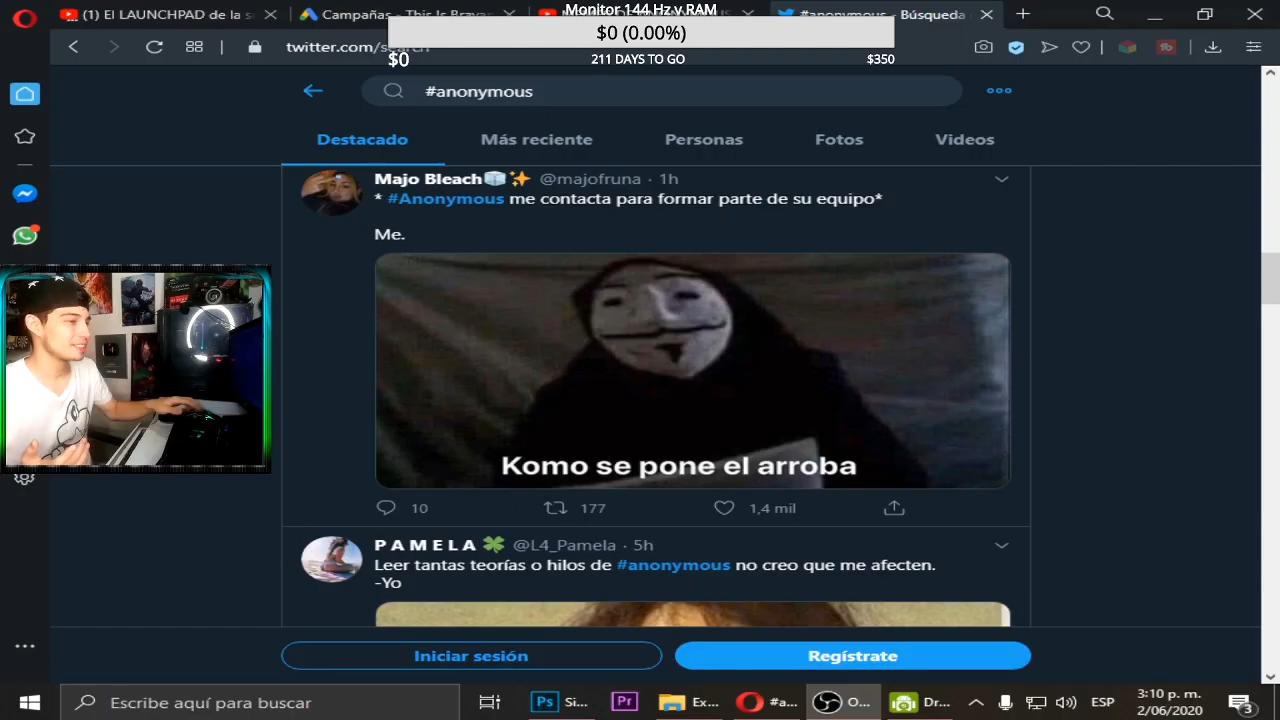 (1) El LAUNCHPAD de la s
Campañas - This Is Brayan
#anonymous - Búsqueda
Monitor 144 Hz y RAM
$0 (0.00%)
$0
211 DAYS TO GO
$350
twitter.com/search
#anonymous
Destacado
Más reciente
Personas
Fotos
Videos
Majo Bleach @majofruna · 1h
* #Anonymous me contacta para formar parte de su equipo*
Me.
Komo se pone el arroba
10
177
1,4 mil
P A M E L A @L4_Pamela · 5h
Leer tantas teorías o hilos de #anonymous no creo que me afecten.
-Yo
Iniciar sesión
Regístrate
Escribe aquí para buscar
Ps
Si...
Pr
Ex...
#a...
O...
Dr...
ESP
3:10 p. m.
2/06/2020
3